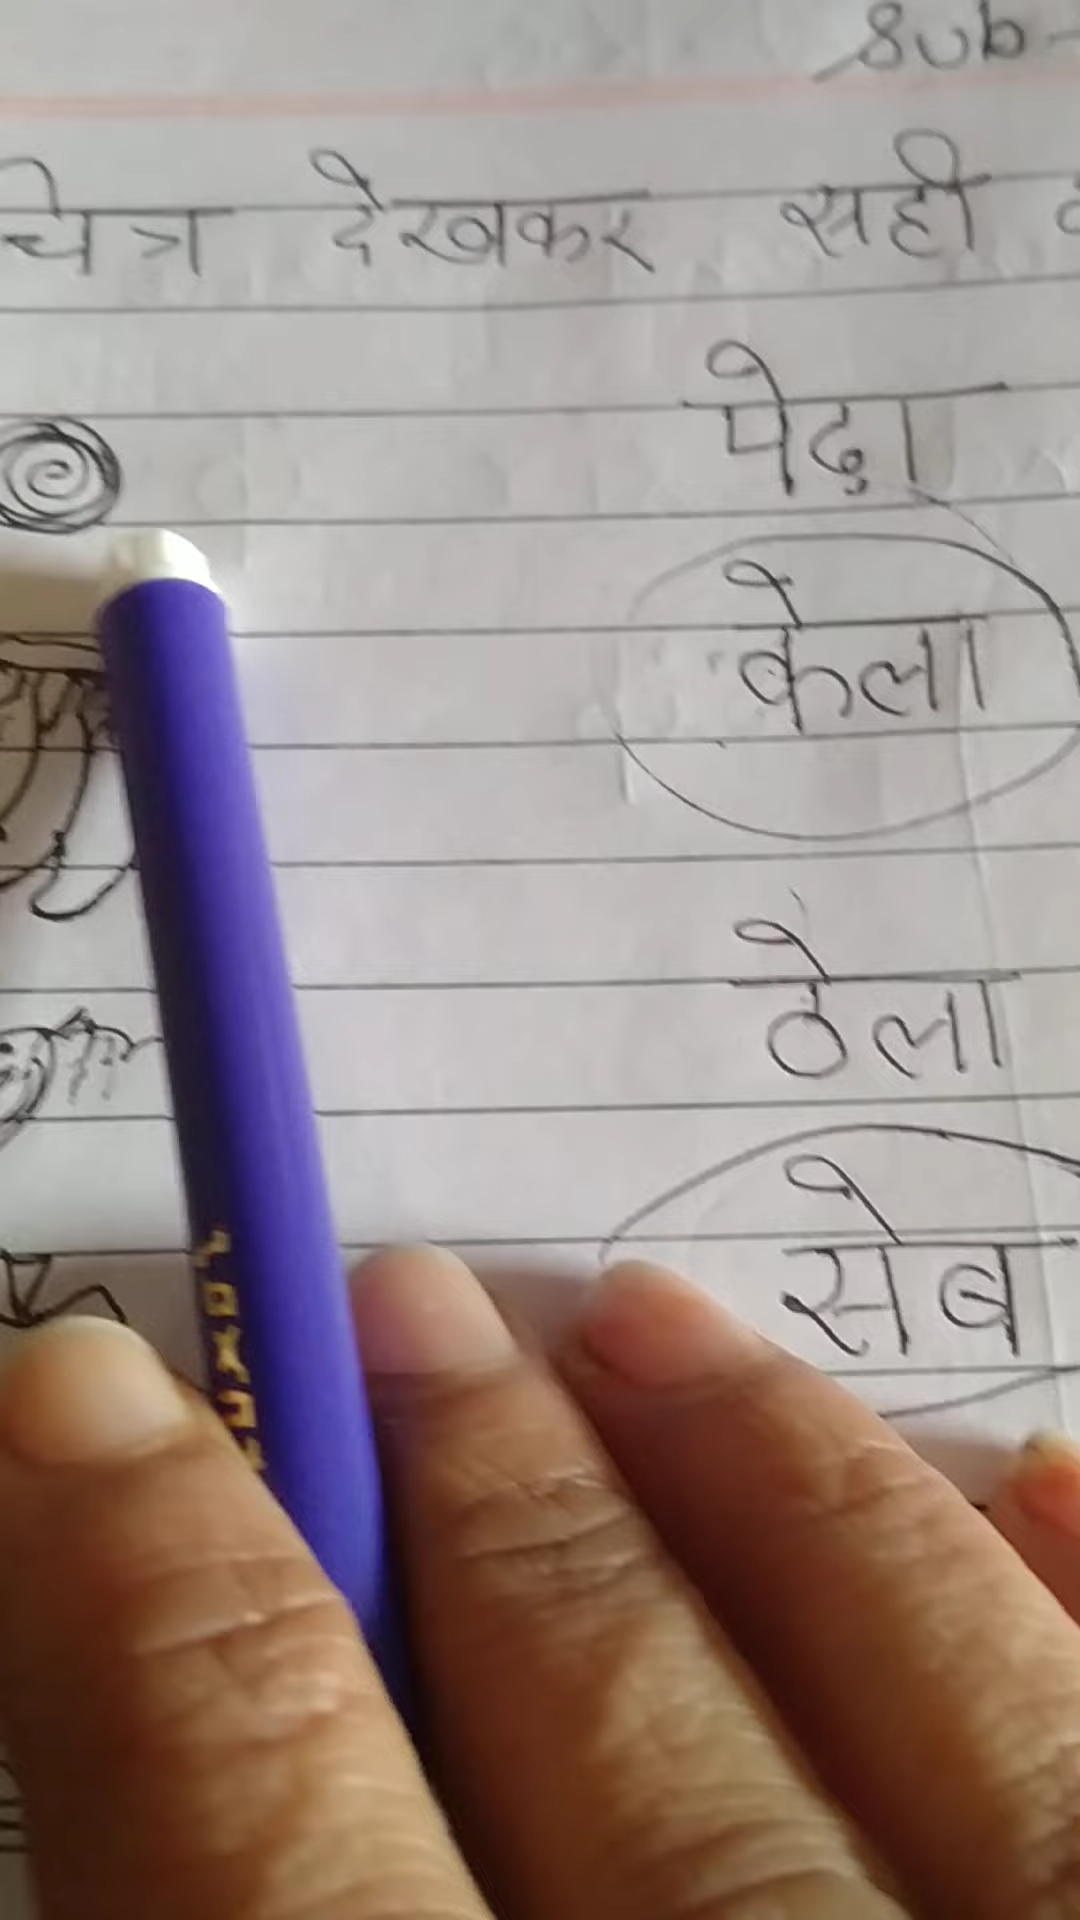 Sub-
चित्र देखकर सही
पेढ़ा
केला
ठेला
सेब